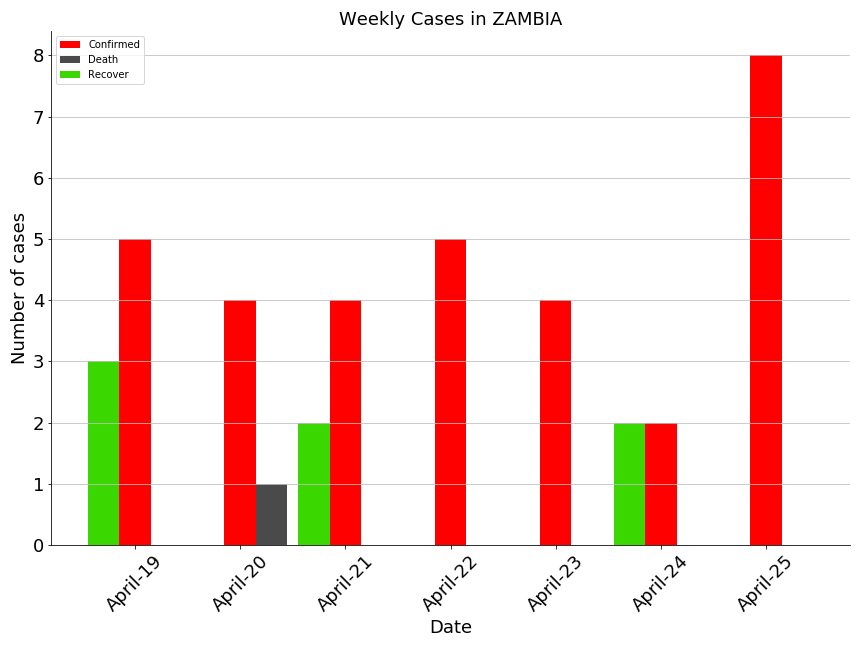 Weekly Cases in ZAMBIA
Confirmed
Death
Recover
Number of cases
8
7
6
5
4
3
2
1
0
April-19
April-20
April-21
April-22
April-23
April-24
April-25
Date